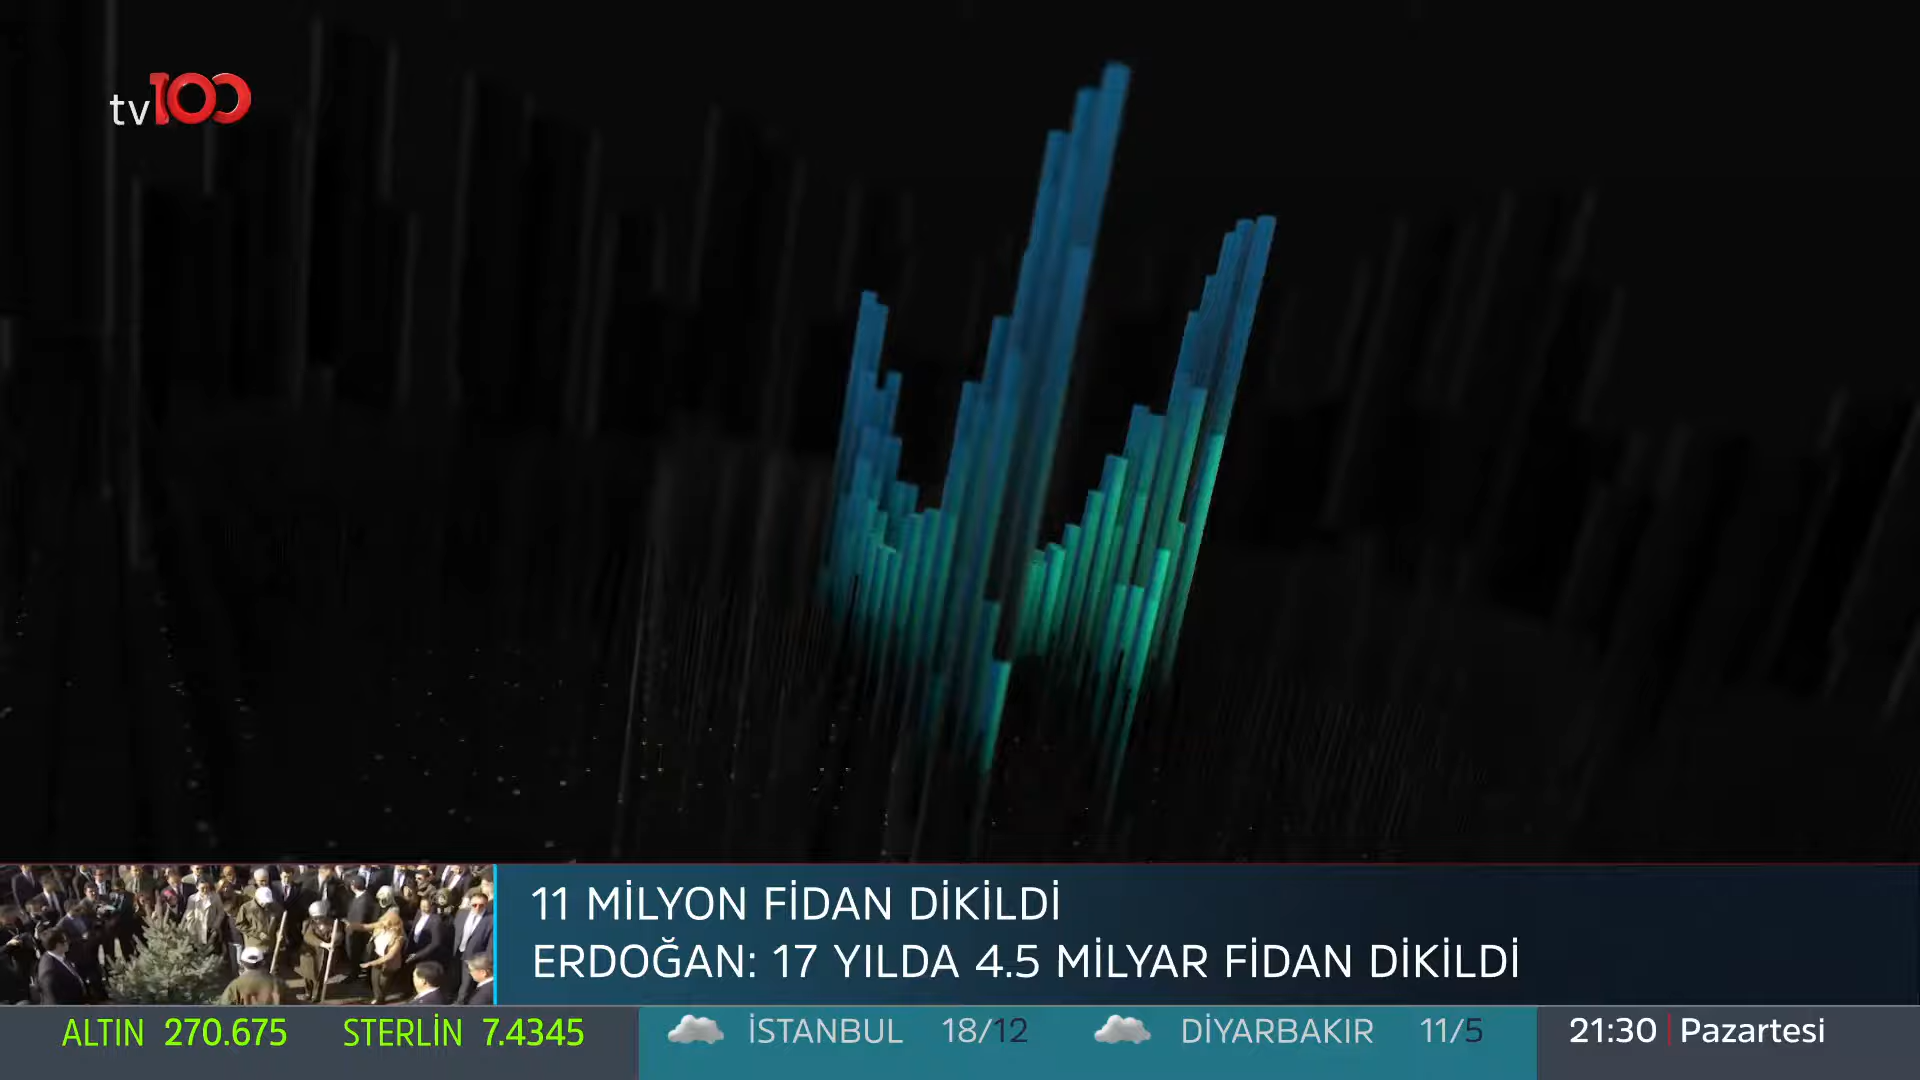 tv100
11 MİLYON FİDAN DİKİLDİ
ERDOĞAN: 17 YILDA 4.5 MİLYAR FİDAN DİKİLDİ
ALTIN 270.675 STERLİN 7.4345 İSTANBUL 18/12 DİYARBAKIR 11/5 21:30 Pazartesi